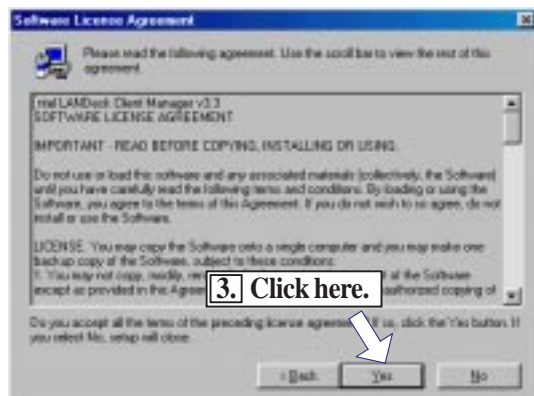 Software License Agreement
Please read the following agreement. Use the scroll bar to view the rest of this
agreement.
Intel LANDesk Client Manager v3.3
SOFTWARE LICENSE AGREEMENT
IMPORTANT - READ BEFORE COPYING, INSTALLING OR USING.
Do not use or load this software and any associated materials (collectively, the Software)
until you have carefully read the following terms and conditions. By loading or using the
Software, you agree to the terms of this Agreement. If you do not wish to so agree, do not
install or use the Software.
LICENSE. You may copy the Software onto a single computer and you may make one
backup copy of the Software, subject to these conditions:
1. You may not copy, modify, of the Software
except as provided in the authorized copying of
3. Click here.
Do you accept all the terms of the preceding license If so, click the Yes button. If
you select No, setup will close.
< Back
Yes
No